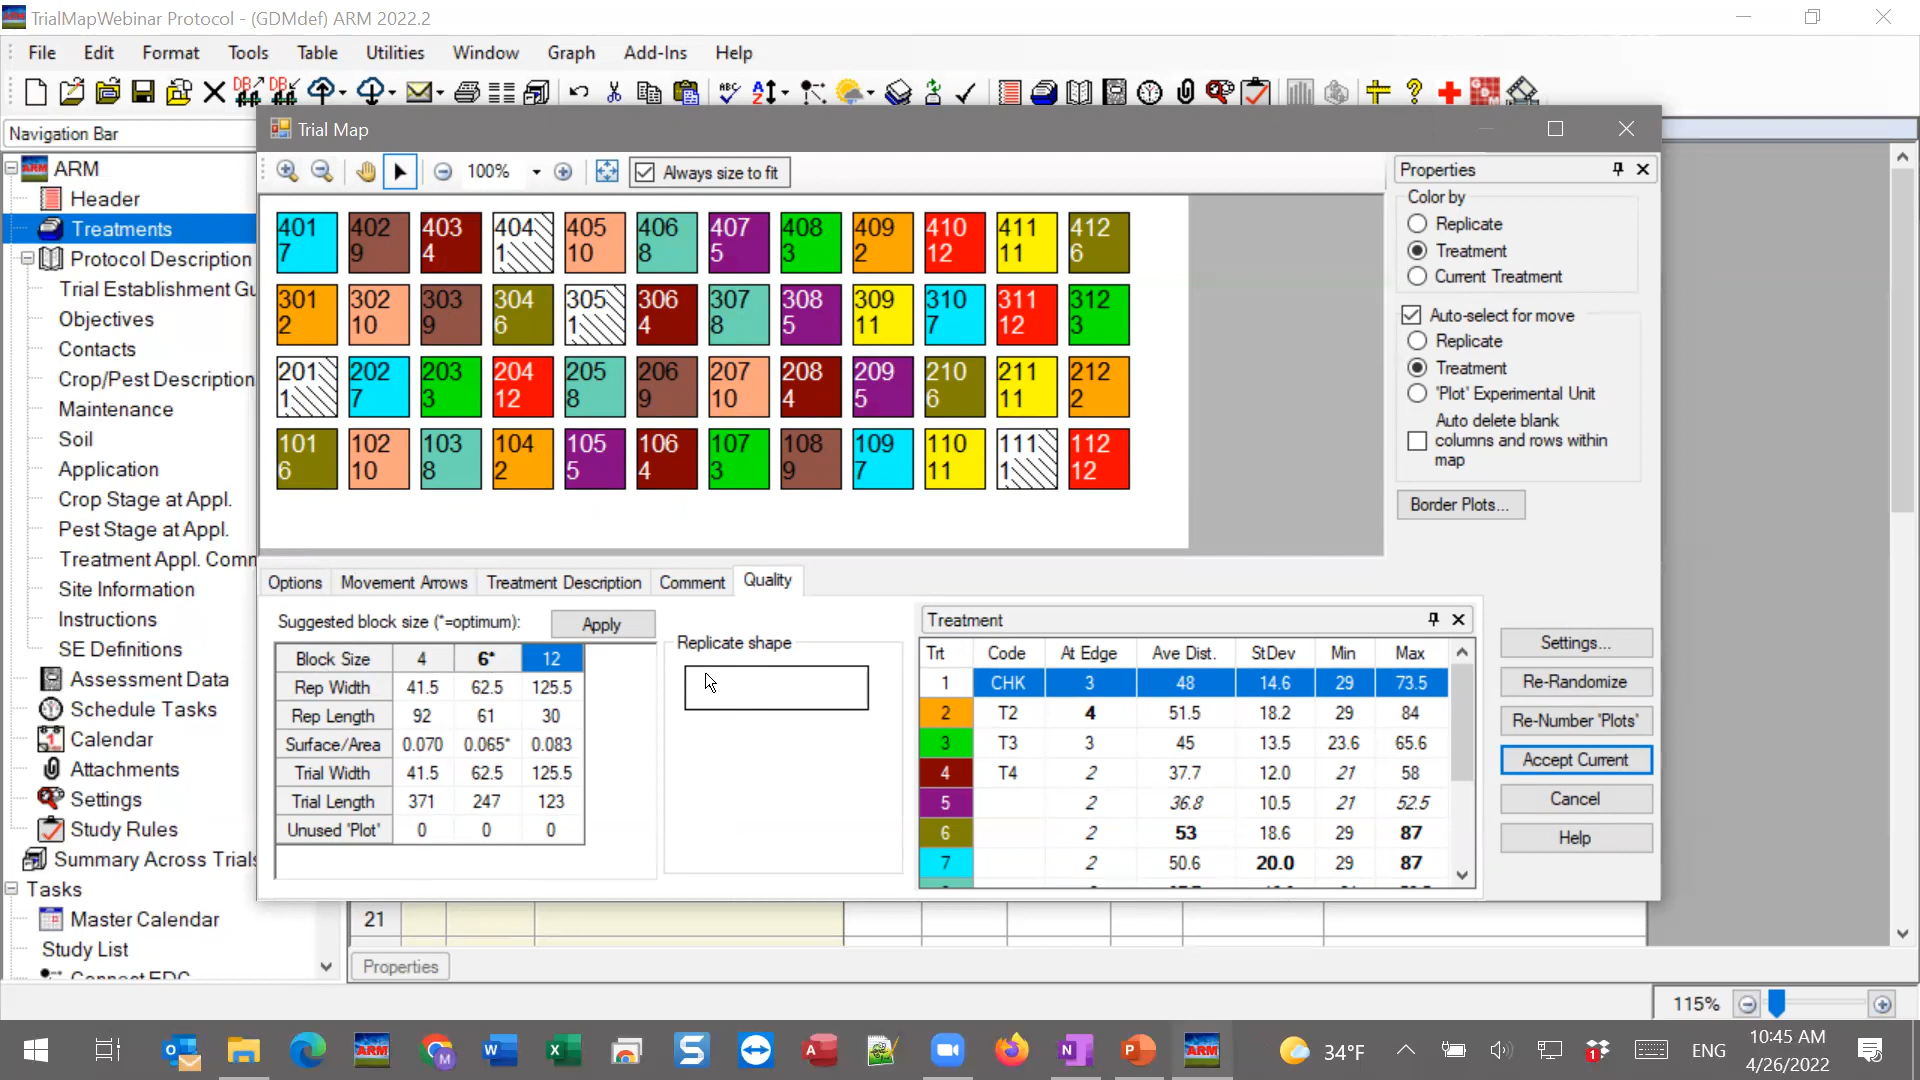 TrialMapWebinar Protocol - (GDMdef) ARM 2022.2
File Edit Format Tools Table Utilities Window Graph Add-Ins Help
Navigation Bar
ARM
Header
Treatments
Protocol Description
Trial Establishment Gu
Objectives
Contacts
Crop/Pest Description
Maintenance
Soil
Application
Crop Stage at Appl.
Pest Stage at Appl.
Treatment Appl. Comm
Site Information
Instructions
SE Definitions
Assessment Data
Schedule Tasks
Calendar
Attachments
Settings
Study Rules
Summary Across Trials
Tasks
Master Calendar
Study List
Connect EDC
Trial Map
100% Always size to fit
401 402 403 404 405 406 407 408 409 410 411 412
7 9 4 1 10 8 5 3 2 12 11 6
301 302 303 304 305 306 307 308 309 310 311 312
2 10 9 6 1 4 8 5 11 7 12 3
201 202 203 204 205 206 207 208 209 210 211 212
1 7 3 12 8 9 10 4 5 6 11 2
101 102 103 104 105 106 107 108 109 110 111 112
6 10 8 2 5 4 3 9 7 11 1 12
Properties
Color by
Replicate
Treatment
Current Treatment
Auto-select for move
Replicate
Treatment
'Plot' Experimental Unit
Auto delete blank
columns and rows within
map
Border Plots...
Options Movement Arrows Treatment Description Comment Quality
Suggested block size (*=optimum): Apply
Block Size 4 6* 12
Rep Width 41.5 62.5 125.5
Rep Length 92 61 30
Surface/Area 0.070 0.065* 0.083
Trial Width 41.5 62.5 125.5
Trial Length 371 247 123
Unused 'Plot' 0 0 0
Replicate shape
Treatment
Trt Code At Edge Ave Dist. StDev Min Max
1 CHK 3 48 14.6 29 73.5
2 T2 4 51.5 18.2 29 84
3 T3 3 45 13.5 23.6 65.6
4 T4 2 37.7 12.0 21 58
5 2 36.8 10.5 21 52.5
6 2 53 18.6 29 87
7 2 50.6 20.0 29 87
Settings...
Re-Randomize
Re-Number 'Plots'
Accept Current
Cancel
Help
21
Properties
115%
34°F ENG
10:45 AM
4/26/2022